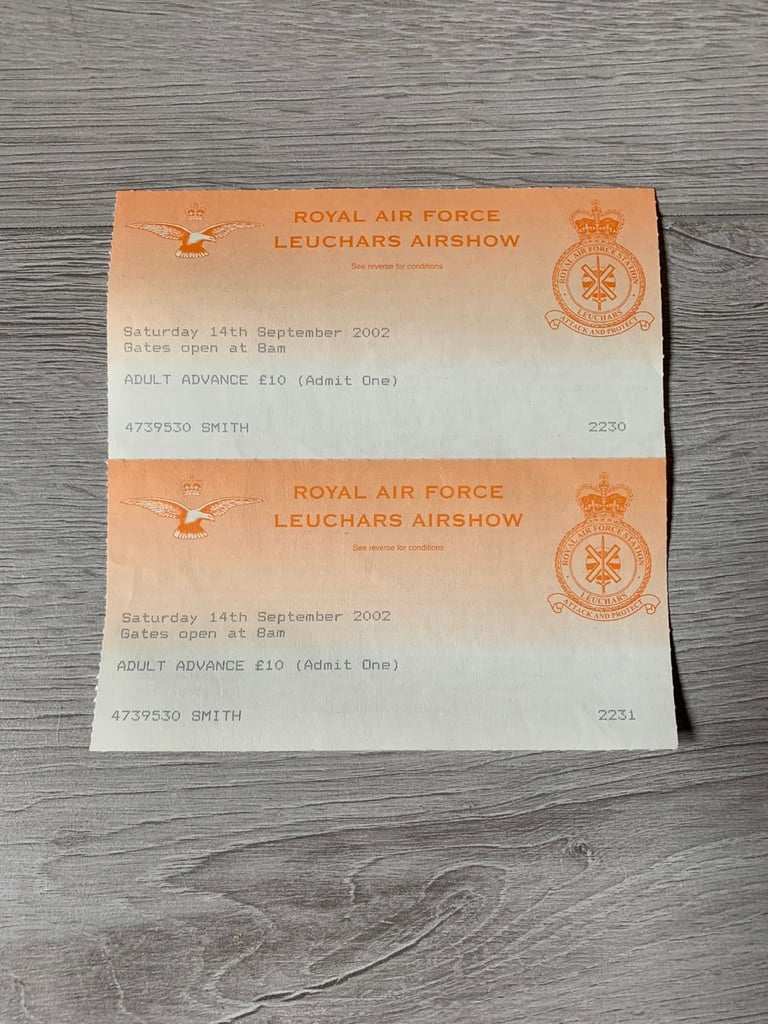 ROYAL AIR FORCE
LEUCHARS AIRSHOW
See reverse for conditions
ROYAL AIR FORCE STATION
LEUCHARS
ATTACK AND PROTECT
Saturday 14th September 2002
Gates open at 8am
ADULT ADVANCE £10 (Admit One)
4739530 SMITH 2230
ROYAL AIR FORCE
LEUCHARS AIRSHOW
See reverse for conditions
ROYAL AIR FORCE STATION
LEUCHARS
ATTACK AND PROTECT
Saturday 14th September 2002
Gates open at 8am
ADULT ADVANCE £10 (Admit One)
4739530 SMITH 2231